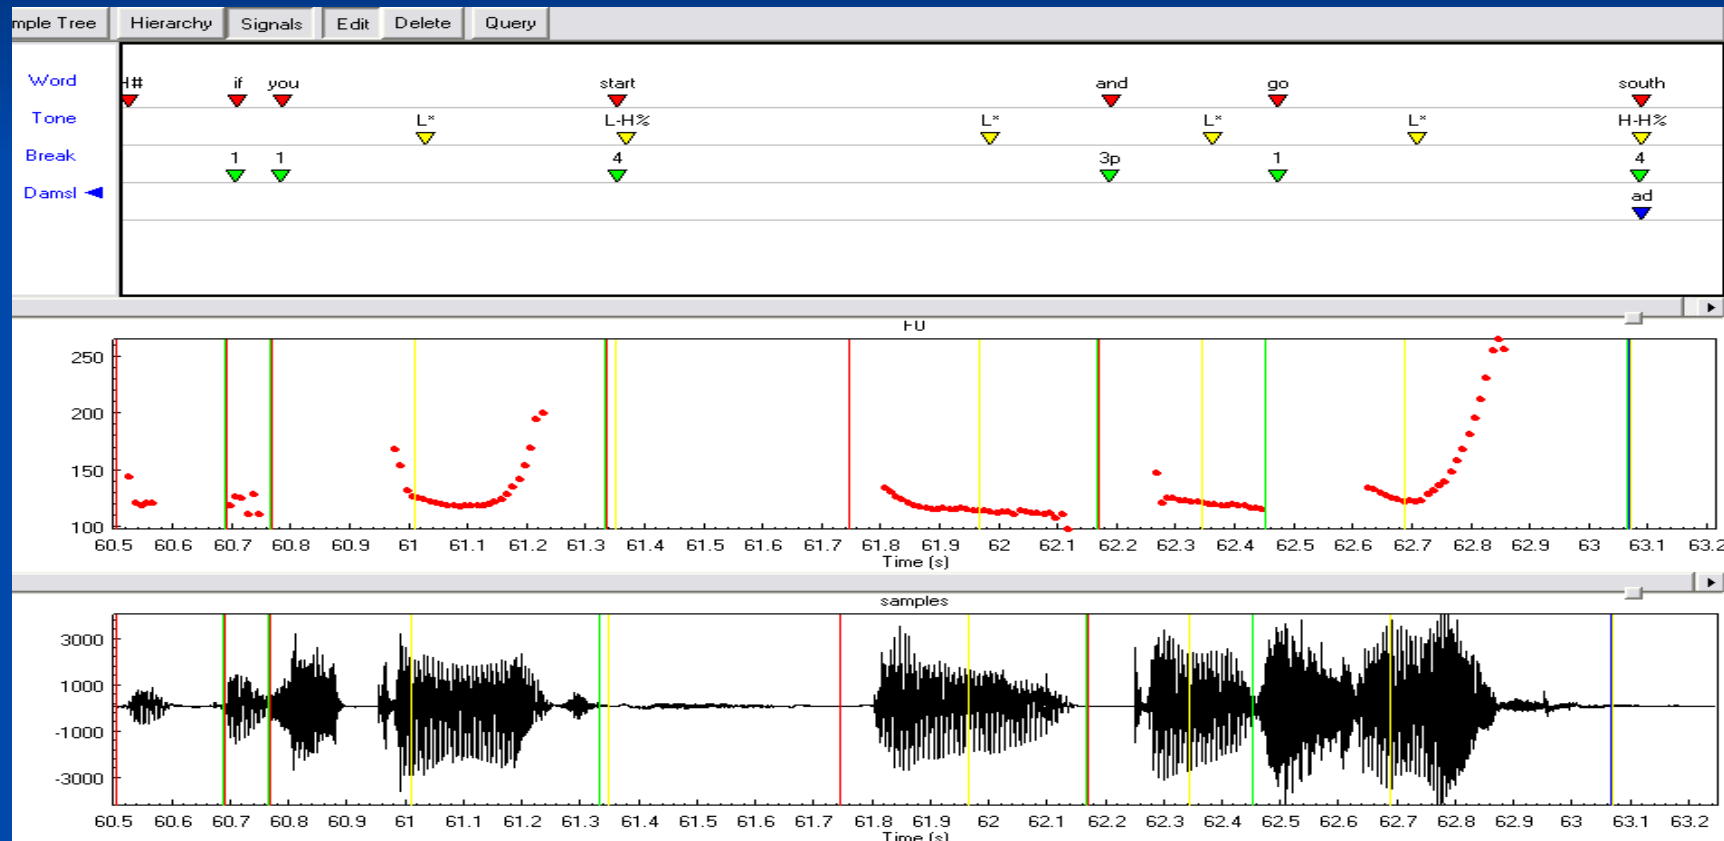 mple Tree Hierarchy Signals Edit Delete Query
Word H# if you start and go south
Tone L* L-H% L* L* L* H-H%
Break 1 1 4 3p 1 4
Damsl ad
F0
250
200
150
100
60.5 60.6 60.7 60.8 60.9 61 61.1 61.2 61.3 61.4 61.5 61.6 61.7 61.8 61.9 62 62.1 62.2 62.3 62.4 62.5 62.6 62.7 62.8 62.9 63 63.1 63.2
Time (s)
samples
3000
1000
-1000
-3000
60.5 60.6 60.7 60.8 60.9 61 61.1 61.2 61.3 61.4 61.5 61.6 61.7 61.8 61.9 62 62.1 62.2 62.3 62.4 62.5 62.6 62.7 62.8 62.9 63 63.1 63.2
Time (s)